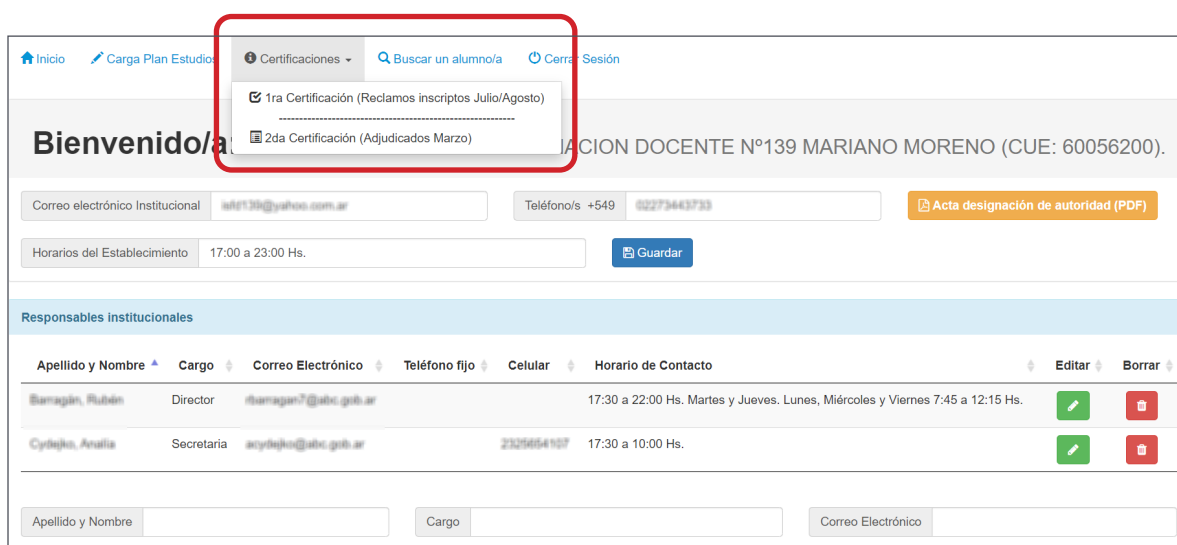 Inicio Carga Plan Estudios Certificaciones Buscar un alumno/a Cerrar Sesión
1ra Certificación (Reclamos inscriptos Julio/Agosto)
2da Certificación (Adjudicados Marzo)
Bienvenido/a: DOCENTE Nº139 MARIANO MORENO (CUE: 60056200).
Correo electrónico Institucional Teléfono/s +549 Acta designación de autoridad (PDF)
Horarios del Establecimiento 17:00 a 23:00 Hs. Guardar
Responsables institucionales
Apellido y Nombre Cargo Correo Electrónico Teléfono fijo Celular Horario de Contacto Editar Borrar
Director 17:30 a 22:00 Hs. Martes y Jueves. Lunes, Miércoles y Viernes 7:45 a 12:15 Hs.
Secretaria 17:30 a 10:00 Hs.
Apellido y Nombre Cargo Correo Electrónico